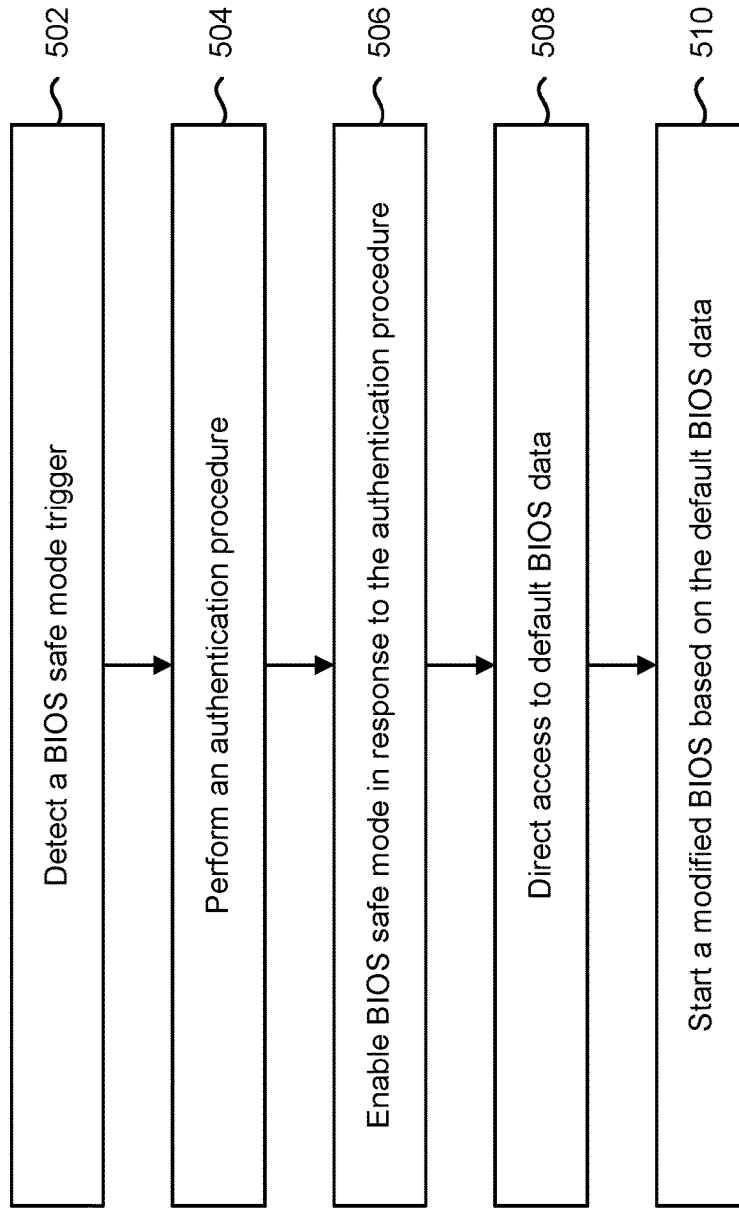 Detect a BIOS safe mode trigger
502
Perform an authentication procedure
504
Enable BIOS safe mode in response to the authentication procedure
506
Direct access to default BIOS data
508
Start a modified BIOS based on the default BIOS data
510